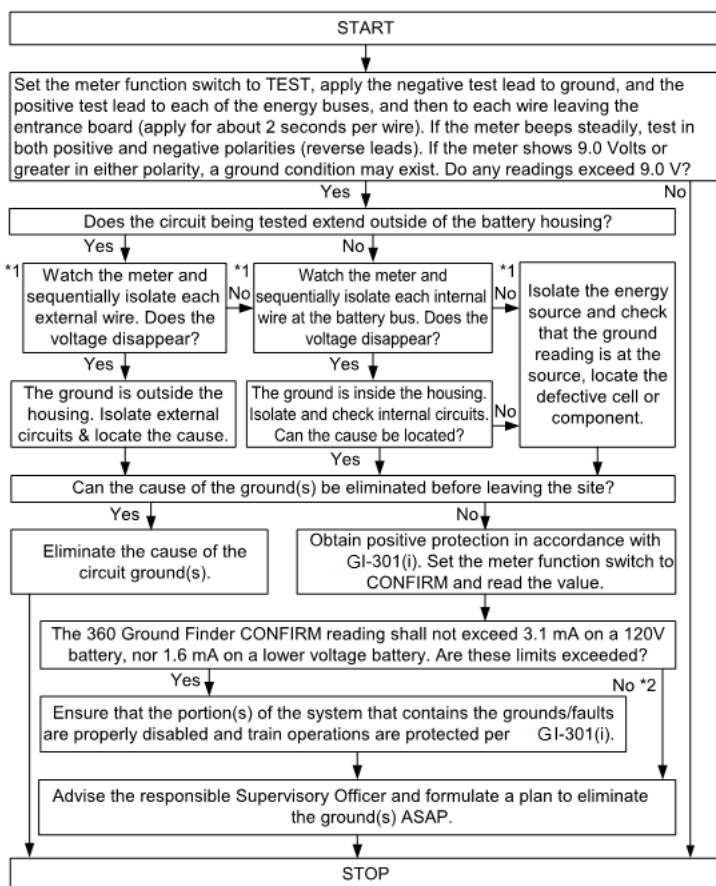 START
Set the meter function switch to TEST, apply the negative test lead to ground, and the
positive test lead to each of the energy buses, and then to each wire leaving the
entrance board (apply for about 2 seconds per wire). If the meter beeps steadily, test in
both positive and negative polarities (reverse leads). If the meter shows 9.0 Volts or
greater in either polarity, a ground condition may exist. Do any readings exceed 9.0 V?
Yes
No
Does the circuit being tested extend outside of the battery housing?
Yes
No
*1
Watch the meter and
sequentially isolate each
external wire. Does the
voltage disappear?
No
*1
Watch the meter and
sequentially isolate each internal
wire at the battery bus. Does the
voltage disappear?
No
*1
Isolate the energy
source and check
that the ground
reading is at the
source, locate the
defective cell or
component.
Yes
Yes
The ground is outside the
housing. Isolate external
circuits & locate the cause.
The ground is inside the housing.
Isolate and check internal circuits.
Can the cause be located?
No
Yes
Can the cause of the ground(s) be eliminated before leaving the site?
Yes
No
Eliminate the cause of the
circuit ground(s).
Obtain positive protection in accordance with
GI-301(i). Set the meter function switch to
CONFIRM and read the value.
The 360 Ground Finder CONFIRM reading shall not exceed 3.1 mA on a 120V
battery, nor 1.6 mA on a lower voltage battery. Are these limits exceeded?
Yes
No *2
Ensure that the portion(s) of the system that contains the grounds/faults
are properly disabled and train operations are protected per GI-301(i).
Advise the responsible Supervisory Officer and formulate a plan to eliminate
the ground(s) ASAP.
STOP